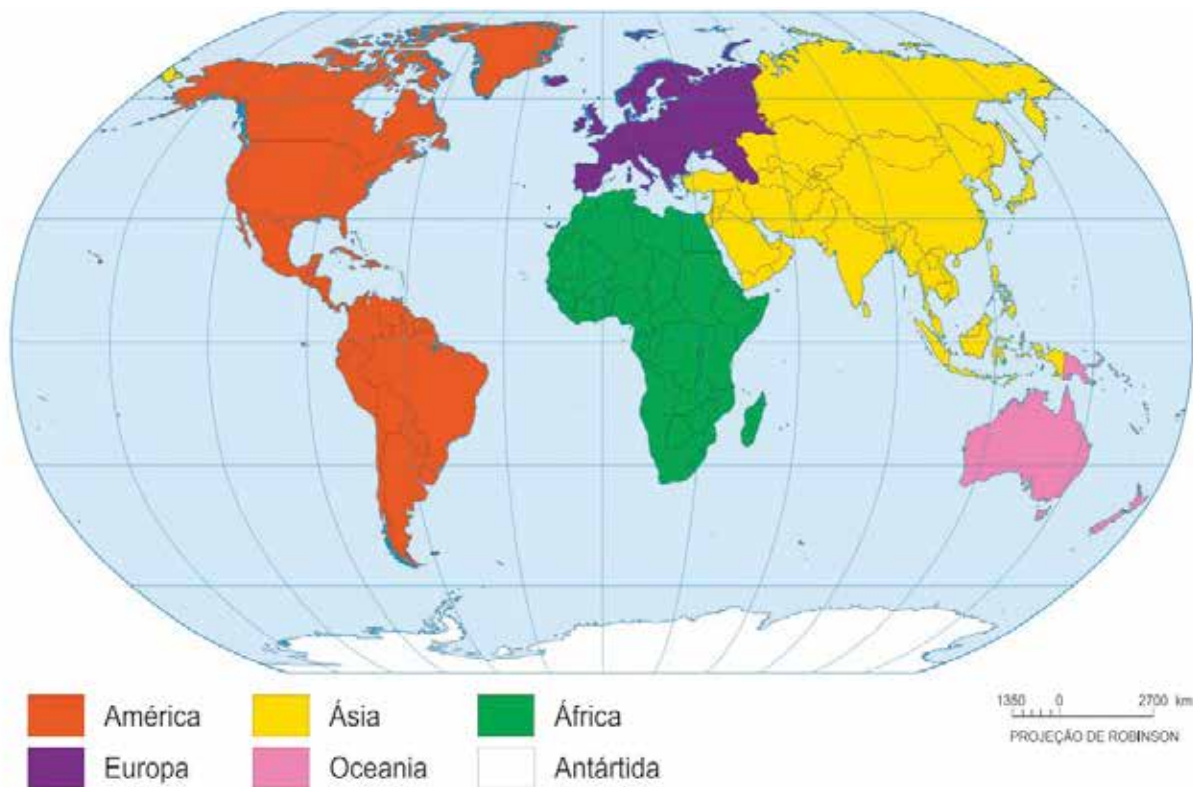 América
Ásia
África
Europa
Oceania
Antártida
1350 0 2700 km
PROJEÇÃO DE ROBINSON